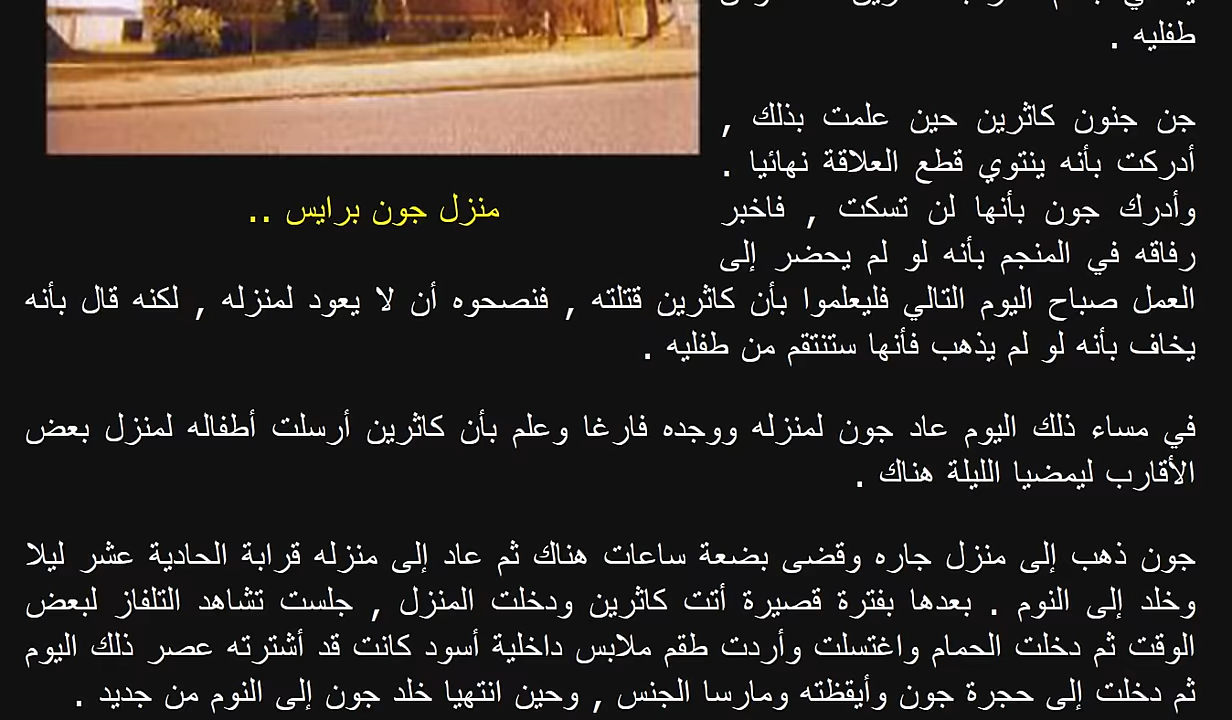 طفليه .
جن جنون كاثرين حين علمت بذلك ,
أدركت بأنه ينتوي قطع العلاقة نهائيا .
وأدرك جون بأنها لن تسكت , فاخبر
رفاقه في المنجم بأنه لو لم يحضر إلى
منزل جون برايس ..
العمل صباح اليوم التالي فليعلموا بأن كاثرين قتلته , فنصحوه أن لا يعود لمنزله , لكنه قال بأنه
يخاف بأنه لو لم يذهب فأنها ستنتقم من طفليه .
في مساء ذلك اليوم عاد جون لمنزله ووجده فارغا وعلم بأن كاثرين أرسلت أطفاله لمنزل بعض
الأقارب ليمضيا الليلة هناك .
جون ذهب إلى منزل جاره وقضى بضعة ساعات هناك ثم عاد إلى منزله قرابة الحادية عشر ليلا
وخلد إلى النوم . بعدها بفترة قصيرة أتت كاثرين ودخلت المنزل , جلست تشاهد التلفاز لبعض
الوقت ثم دخلت الحمام واغتسلت وأردت طقم ملابس داخلية أسود كانت قد أشترته عصر ذلك اليوم
ثم دخلت إلى حجرة جون وأيقظته ومارسا الجنس , وحين انتهيا خلد جون إلى النوم من جديد .